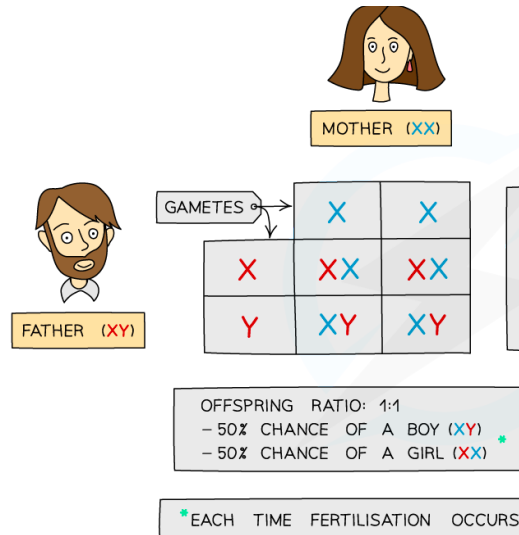 MOTHER (XX)
GAMETES
X X
X XX XX
FATHER (XY)
Y XY XY
OFFSPRING RATIO: 1:1
– 50% CHANCE OF A BOY (XY) *
– 50% CHANCE OF A GIRL (XX)
*EACH TIME FERTILISATION OCCURS